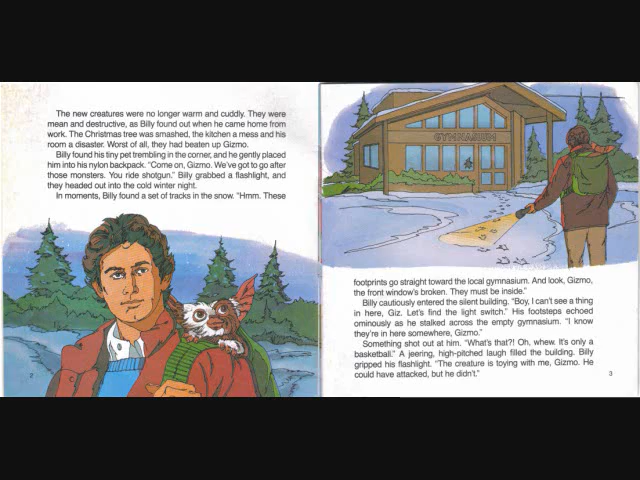 The new creatures were no longer warm and cuddly. They were
mean and destructive, as Billy found out when he came home from
work. The Christmas tree was smashed, the kitchen a mess and his
room a disaster. Worst of all, they had beaten up Gizmo.
Billy found his tiny pet trembling in the corner, and he gently placed
him into his nylon backpack. "Come on, Gizmo. We've got to go after
those monsters. You ride shotgun." Billy grabbed a flashlight, and
they headed out into the cold winter night.
In moments, Billy found a set of tracks in the snow. "Hmm. These
2
GYMNASIUM
footprints go straight toward the local gymnasium. And look, Gizmo,
the front window's broken. They must be inside."
Billy cautiously entered the silent building. "Boy, I can't see a thing
in here, Giz. Let's find the light switch." His footsteps echoed
ominously as he stalked across the empty gymnasium. "I know
they're in here somewhere, Gizmo."
Something shot out at him. "What's that?! Oh, whew. It's only a
basketball." A jeering, high-pitched laugh filled the building. Billy
gripped his flashlight. "The creature is toying with me, Gizmo. He
could have attacked, but he didn't."
3